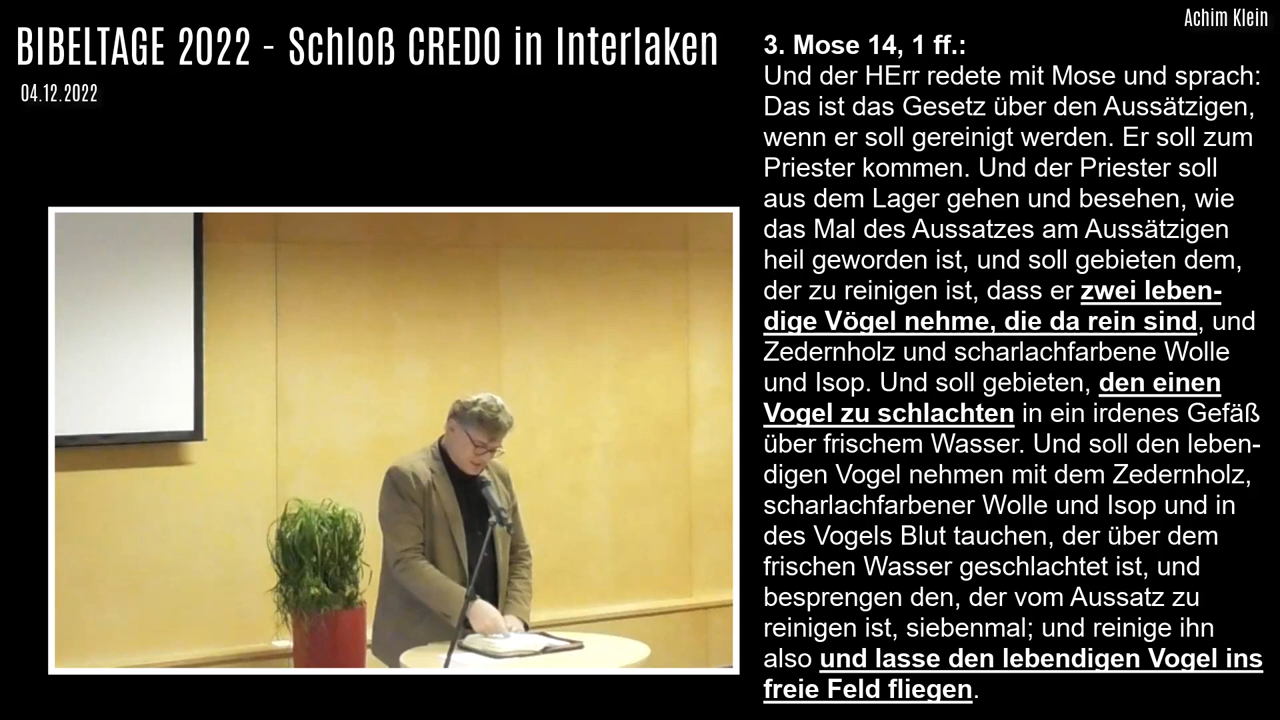 BIBELTAGE 2022 - Schloß CREDO in Interlaken
04.12.2022
Achim Klein
3. Mose 14, 1 ff.:
Und der HErr redete mit Mose und sprach:
Das ist das Gesetz über den Aussätzigen,
wenn er soll gereinigt werden. Er soll zum
Priester kommen. Und der Priester soll
aus dem Lager gehen und besehen, wie
das Mal des Aussatzes am Aussätzigen
heil geworden ist, und soll gebieten dem,
der zu reinigen ist, dass er zwei leben-
dige Vögel nehme, die da rein sind, und
Zedernholz und scharlachfarbene Wolle
und Isop. Und soll gebieten, den einen
Vogel zu schlachten in ein irdenes Gefäß
über frischem Wasser. Und soll den leben-
digen Vogel nehmen mit dem Zedernholz,
scharlachfarbener Wolle und Isop und in
des Vogels Blut tauchen, der über dem
frischen Wasser geschlachtet ist, und
besprengen den, der vom Aussatz zu
reinigen ist, siebenmal; und reinige ihn
also und lasse den lebendigen Vogel ins
freie Feld fliegen.